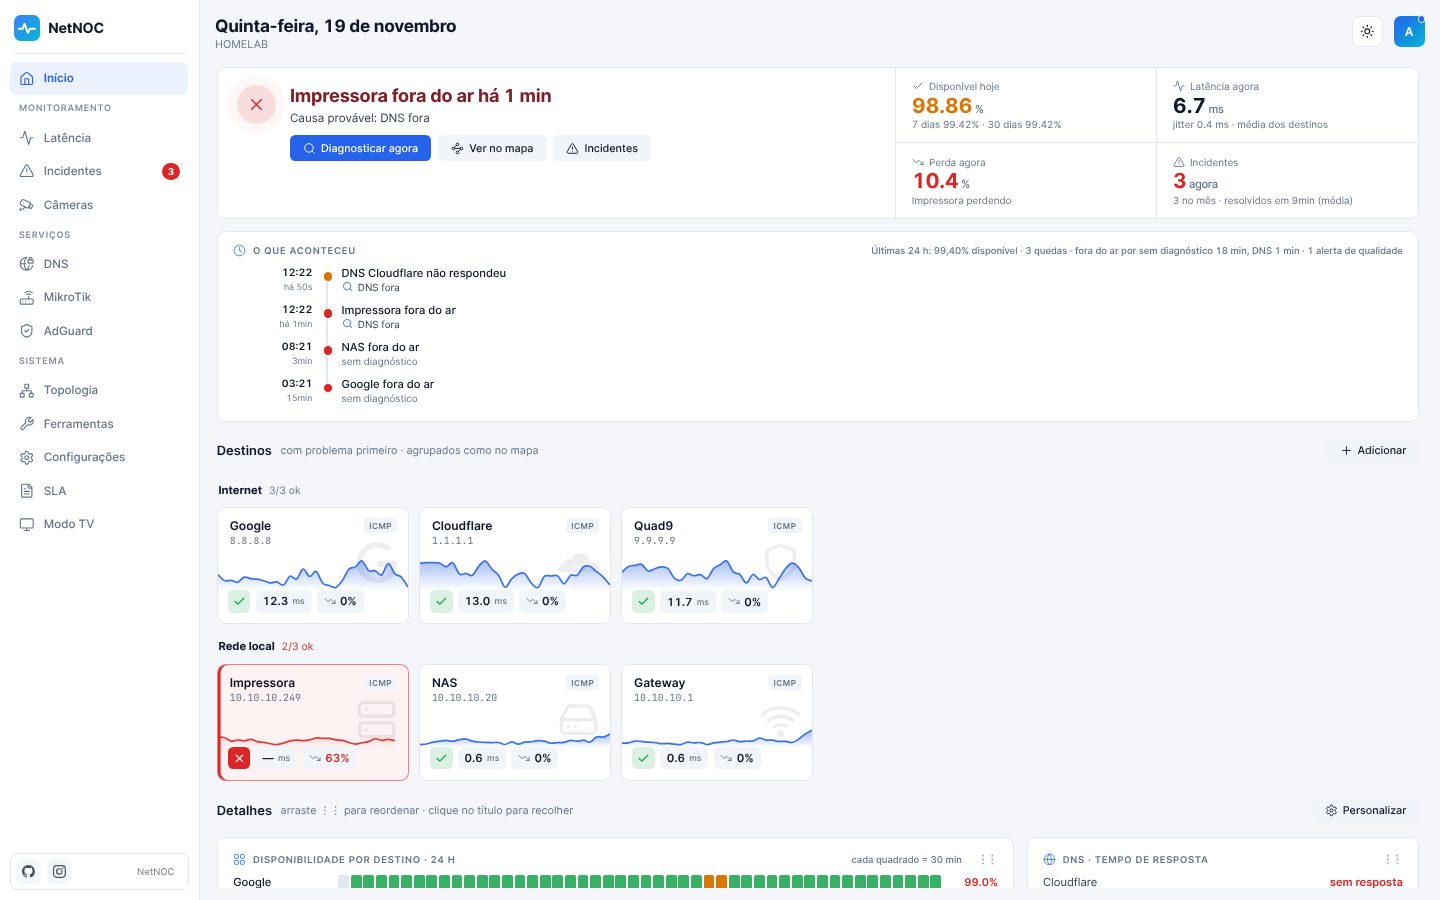 NetNOC
Início
MONITORAMENTO
Latência
Incidentes 3
Câmeras
SERVIÇOS
DNS
MikroTik
AdGuard
SISTEMA
Topologia
Ferramentas
Configurações
SLA
Modo TV
NetNOC
Quinta-feira, 19 de novembro
HOMELAB
A
Impressora fora do ar há 1 min
Causa provável: DNS fora
Diagnosticar agora Ver no mapa Incidentes
Disponível hoje
98.86 %
7 dias 99.42% · 30 dias 99.42%
Latência agora
6.7 ms
jitter 0.4 ms · média dos destinos
Perda agora
10.4 %
Impressora perdendo
Incidentes
3 agora
3 no mês · resolvidos em 9min (média)
O QUE ACONTECEU
Últimas 24 h: 99,40% disponível · 3 quedas · fora do ar por sem diagnóstico 18 min, DNS 1 min · 1 alerta de qualidade
12:22 DNS Cloudflare não respondeu
há 50s DNS fora
12:22 Impressora fora do ar
há 1min DNS fora
08:21 NAS fora do ar
3min sem diagnóstico
03:21 Google fora do ar
15min sem diagnóstico
Destinos com problema primeiro · agrupados como no mapa
Adicionar
Internet 3/3 ok
Google ICMP
8.8.8.8
12.3 ms 0%
Cloudflare ICMP
1.1.1.1
13.0 ms 0%
Quad9 ICMP
9.9.9.9
11.7 ms 0%
Rede local 2/3 ok
Impressora ICMP
10.10.10.249
— ms 63%
NAS ICMP
10.10.10.20
0.6 ms 0%
Gateway ICMP
10.10.10.1
0.6 ms 0%
Detalhes arraste ⋮⋮ para reordenar · clique no título para recolher
Personalizar
DISPONIBILIDADE POR DESTINO · 24 H cada quadrado = 30 min
Google 99.0%
DNS · TEMPO DE RESPOSTA
Cloudflare sem resposta